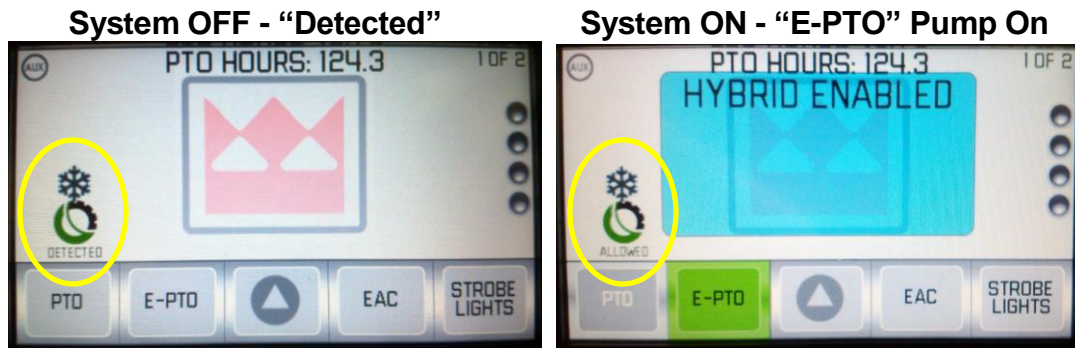 System OFF - “Detected”
System ON - “E-PTO” Pump On
AUX
PTO HOURS: 124.3
1 OF 2
DETECTED
PTO
E-PTO
EAC
STROBE
LIGHTS
AUX
PTO HOURS: 124.3
1 OF 2
HYBRID ENABLED
ALLOWED
PTO
E-PTO
EAC
STROBE
LIGHTS